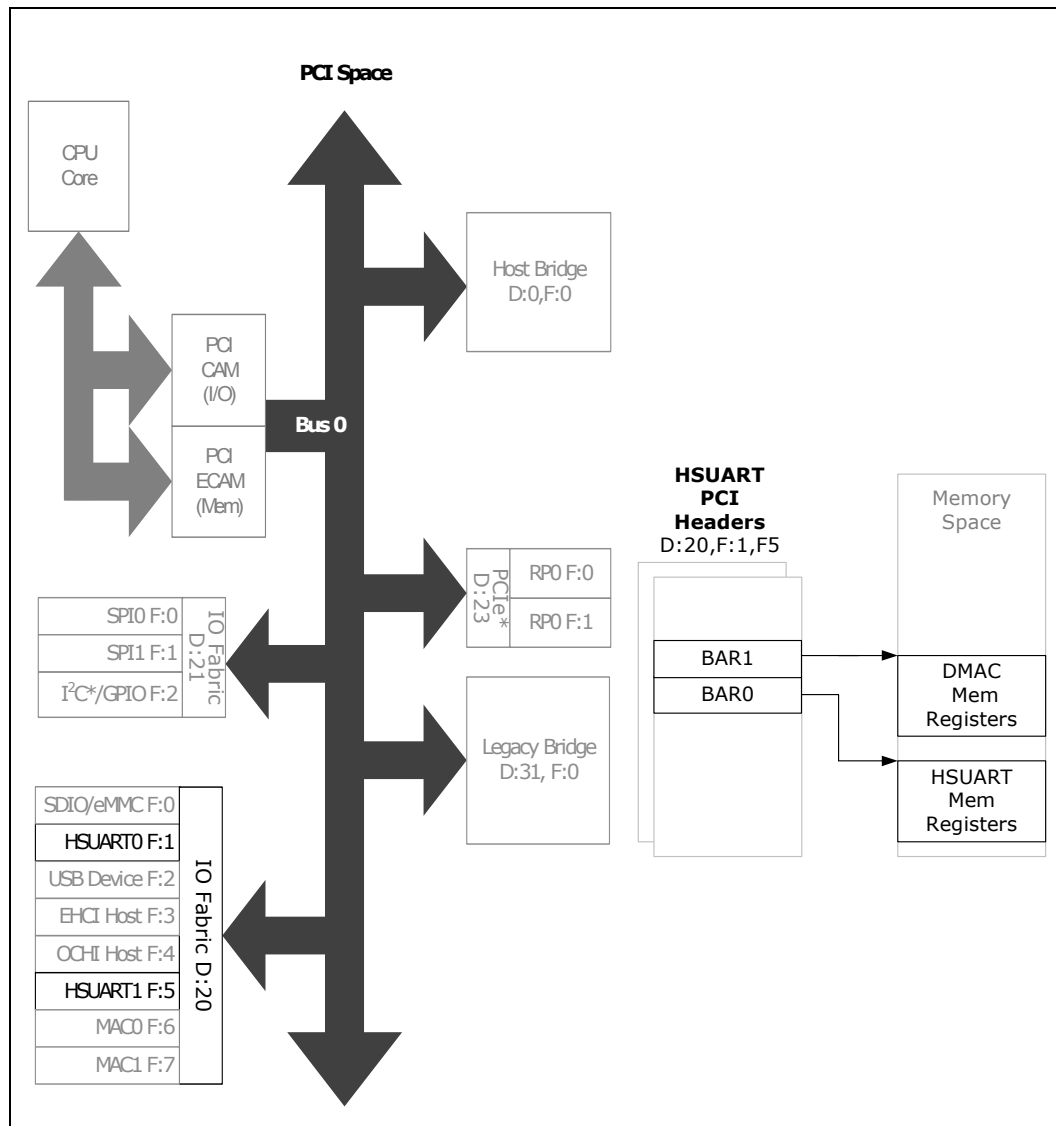 PCI Space
CPU
Core
Host Bridge
D:0,F:0
PCI
CAM
(I/O)
Bus 0
PCI
ECAM
(Mem)
HSUART
PCI
Headers
D:20,F:1,F5
Memory
Space
PCIe*
D:23
RP0 F:0
RP0 F:1
SPI0 F:0
SPI1 F:1
I²C*/GPIO F:2
IO Fabric
D:21
BAR1
BAR0
DMAC
Mem
Registers
HSUART
Mem
Registers
Legacy Bridge
D:31, F:0
SDIO/eMMC F:0
HSUART0 F:1
USB Device F:2
EHCI Host F:3
OCHI Host F:4
HSUART1 F:5
MAC0 F:6
MAC1 F:7
IO Fabric D:20